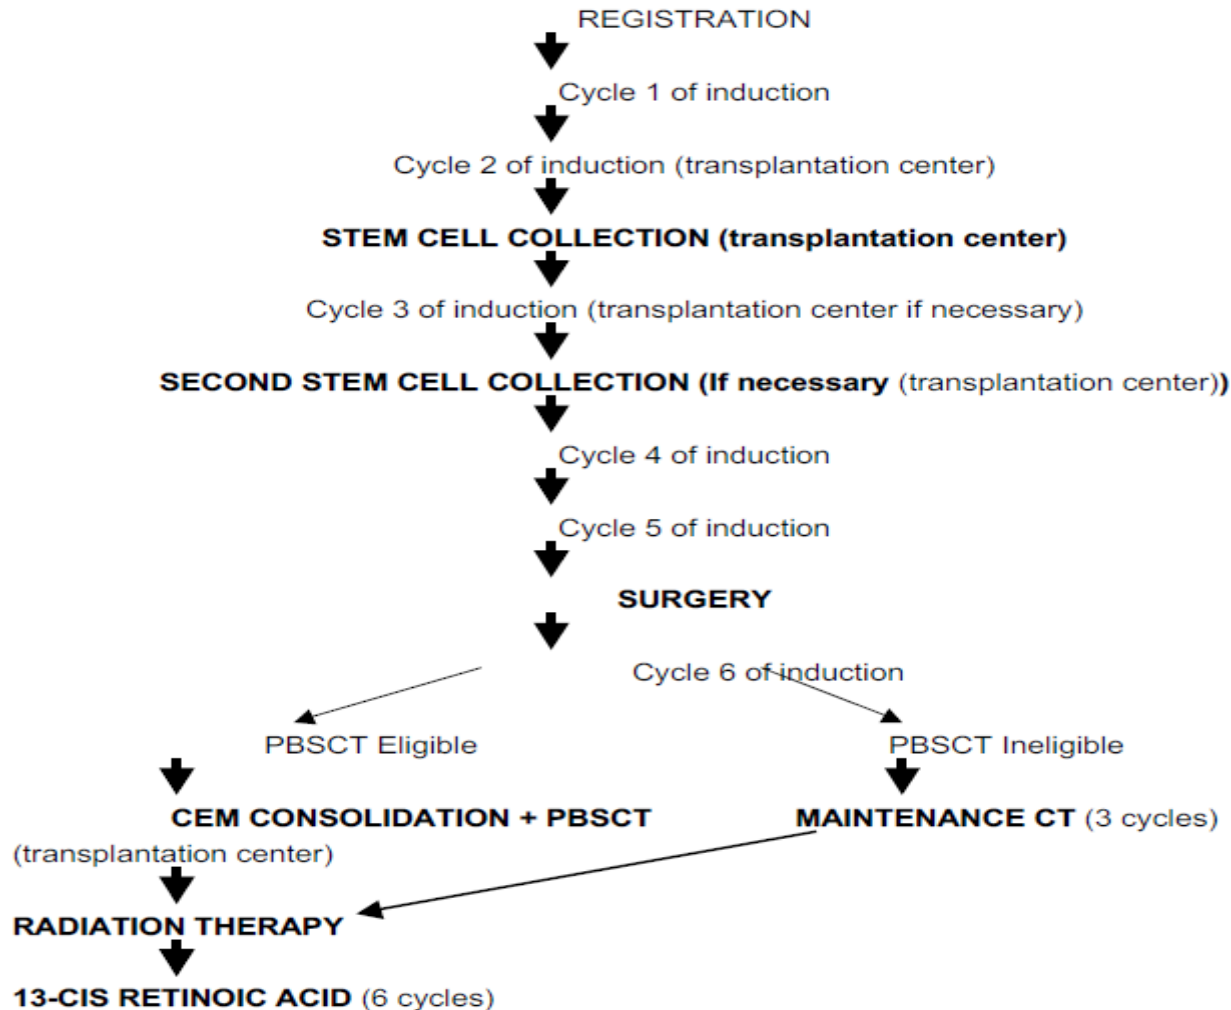 REGISTRATION
Cycle 1 of induction
Cycle 2 of induction (transplantation center)
STEM CELL COLLECTION (transplantation center)
Cycle 3 of induction (transplantation center if necessary)
SECOND STEM CELL COLLECTION (If necessary (transplantation center))
Cycle 4 of induction
Cycle 5 of induction
SURGERY
Cycle 6 of induction
PBSCT Eligible
PBSCT Ineligible
CEM CONSOLIDATION + PBSCT
MAINTENANCE CT (3 cycles)
(transplantation center)
RADIATION THERAPY
13-CIS RETINOIC ACID (6 cycles)